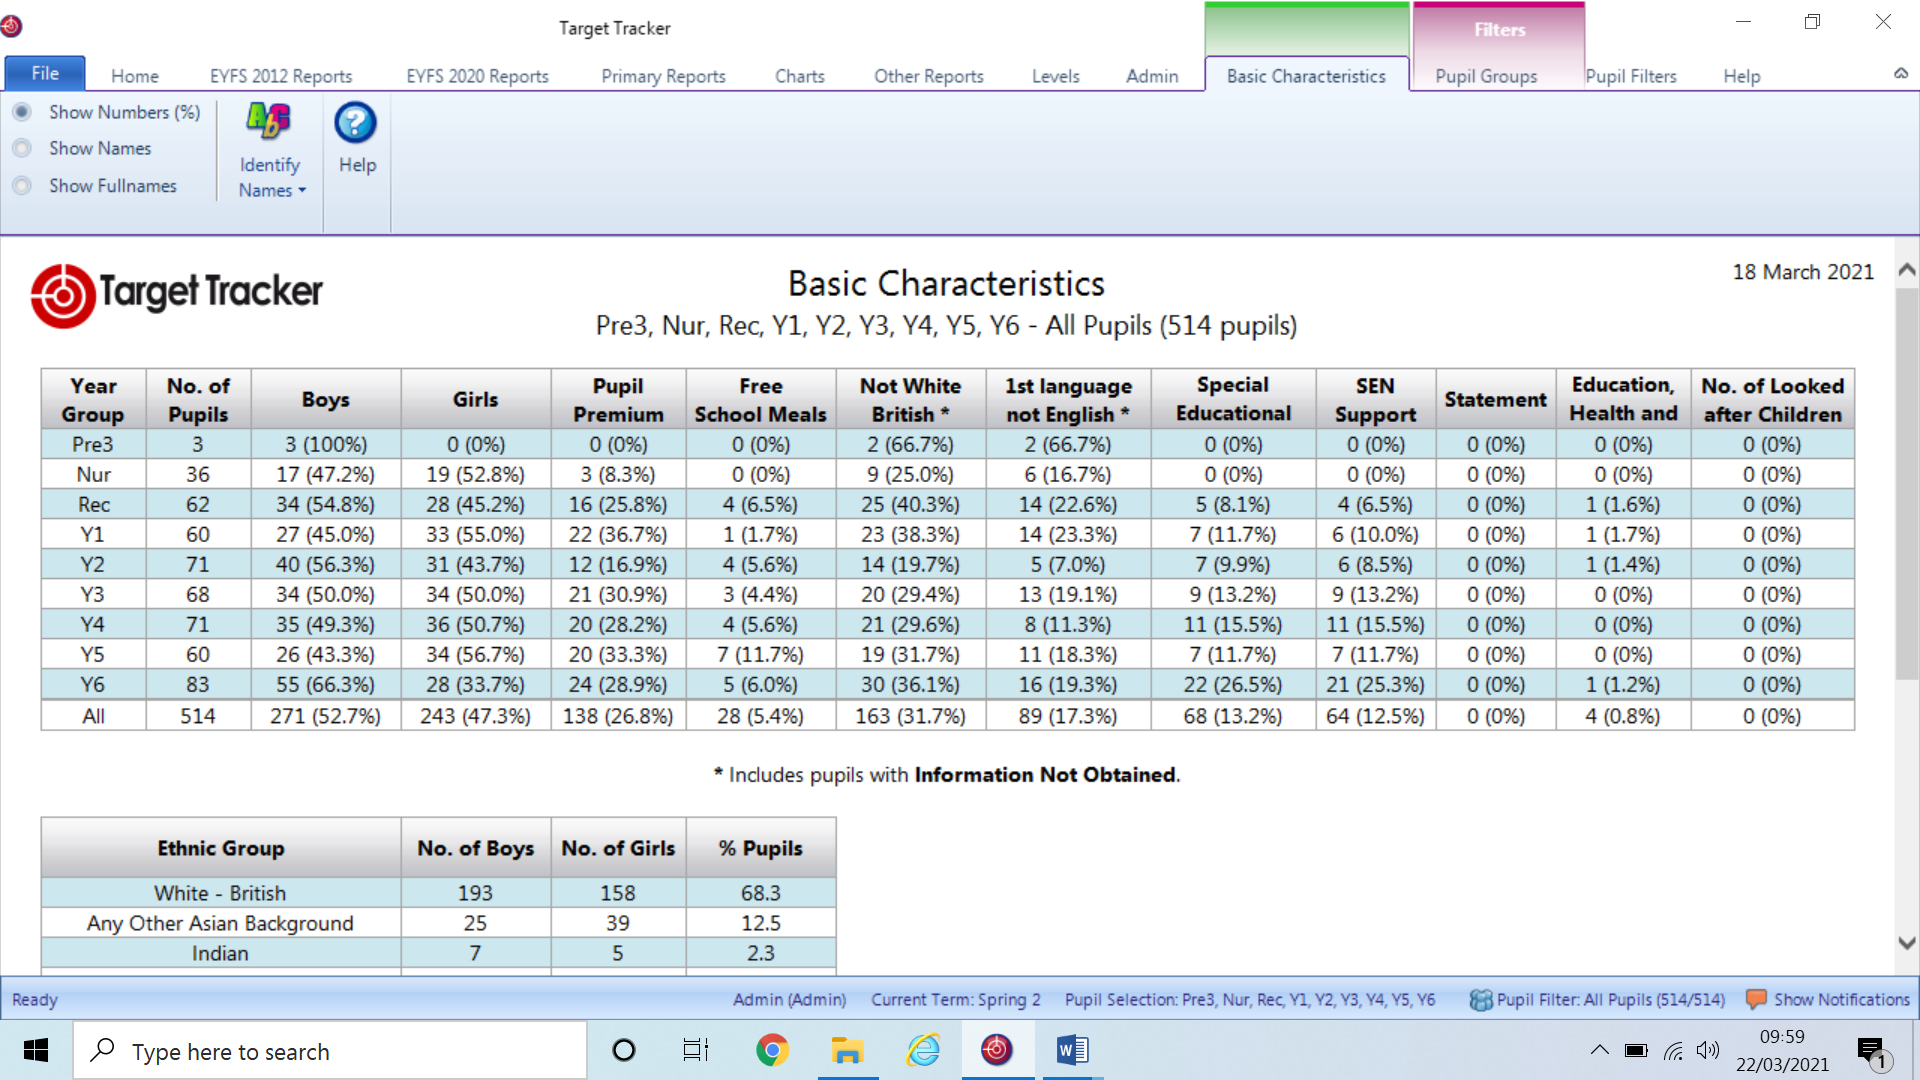 Target Tracker
Filters
File Home EYFS 2012 Reports EYFS 2020 Reports Primary Reports Charts Other Reports Levels Admin Basic Characteristics Pupil Groups Pupil Filters Help
Show Numbers (%)
Show Names
Show Fullnames
Identify
Names
Help
Target Tracker
Basic Characteristics
18 March 2021
Pre3, Nur, Rec, Y1, Y2, Y3, Y4, Y5, Y6 - All Pupils (514 pupils)
Year Group No. of Pupils Boys Girls Pupil Premium Free School Meals Not White British * 1st language not English * Special Educational SEN Support Statement Education, Health and No. of Looked after Children
Pre3 3 3 (100%) 0 (0%) 0 (0%) 0 (0%) 2 (66.7%) 2 (66.7%) 0 (0%) 0 (0%) 0 (0%) 0 (0%) 0 (0%)
Nur 36 17 (47.2%) 19 (52.8%) 3 (8.3%) 0 (0%) 9 (25.0%) 6 (16.7%) 0 (0%) 0 (0%) 0 (0%) 0 (0%) 0 (0%)
Rec 62 34 (54.8%) 28 (45.2%) 16 (25.8%) 4 (6.5%) 25 (40.3%) 14 (22.6%) 5 (8.1%) 4 (6.5%) 0 (0%) 1 (1.6%) 0 (0%)
Y1 60 27 (45.0%) 33 (55.0%) 22 (36.7%) 1 (1.7%) 23 (38.3%) 14 (23.3%) 7 (11.7%) 6 (10.0%) 0 (0%) 1 (1.7%) 0 (0%)
Y2 71 40 (56.3%) 31 (43.7%) 12 (16.9%) 4 (5.6%) 14 (19.7%) 5 (7.0%) 7 (9.9%) 6 (8.5%) 0 (0%) 1 (1.4%) 0 (0%)
Y3 68 34 (50.0%) 34 (50.0%) 21 (30.9%) 3 (4.4%) 20 (29.4%) 13 (19.1%) 9 (13.2%) 9 (13.2%) 0 (0%) 0 (0%) 0 (0%)
Y4 71 35 (49.3%) 36 (50.7%) 20 (28.2%) 4 (5.6%) 21 (29.6%) 8 (11.3%) 11 (15.5%) 11 (15.5%) 0 (0%) 0 (0%) 0 (0%)
Y5 60 26 (43.3%) 34 (56.7%) 20 (33.3%) 7 (11.7%) 19 (31.7%) 11 (18.3%) 7 (11.7%) 7 (11.7%) 0 (0%) 0 (0%) 0 (0%)
Y6 83 55 (66.3%) 28 (33.7%) 24 (28.9%) 5 (6.0%) 30 (36.1%) 16 (19.3%) 22 (26.5%) 21 (25.3%) 0 (0%) 1 (1.2%) 0 (0%)
All 514 271 (52.7%) 243 (47.3%) 138 (26.8%) 28 (5.4%) 163 (31.7%) 89 (17.3%) 68 (13.2%) 64 (12.5%) 0 (0%) 4 (0.8%) 0 (0%)
* Includes pupils with Information Not Obtained.
Ethnic Group No. of Boys No. of Girls % Pupils
White - British 193 158 68.3
Any Other Asian Background 25 39 12.5
Indian 7 5 2.3
Ready Admin (Admin) Current Term: Spring 2 Pupil Selection: Pre3, Nur, Rec, Y1, Y2, Y3, Y4, Y5, Y6 Pupil Filter: All Pupils (514/514) Show Notifications
Type here to search
09:59
22/03/2021
1